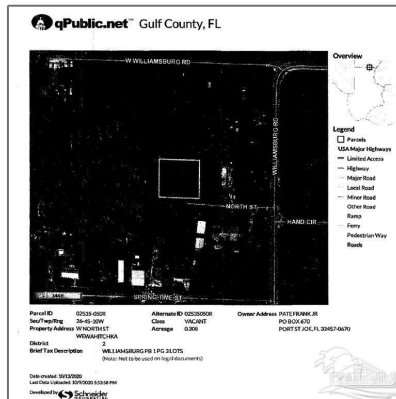 qPublic.net™ Gulf County, FL
W WILLIAMSBURG RD
WILLIAMSBURG RD
NORTH ST
HAND CIR
SPRING-TIME ST
Overview
Legend
Parcels
USA Major Highways
Limited Access
Highway
Major Road
Local Road
Minor Road
Other Road
Ramp
Ferry
Pedestrian Way
Roads
Parcel ID 02535-050R
Sec/Twp/Rng 26-4S-10W
Property Address W NORTH ST
WEWAHITCHKA
Alternate ID 02535050R
Class VACANT
Acreage 0.308
Owner Address PATE FRANK JR
PO BOX 670
PORT ST JOE, FL 32457-0670
District 2
Brief Tax Description WILLIAMSBURG PB 1 PG 3 LOTS
(Note: Not to be used on legal documents)
Date created: 10/12/2020
Last Data Uploaded: 10/9/2020 5:53:58 PM
Developed by Schneider